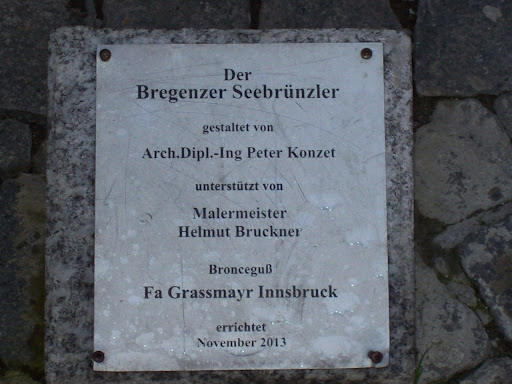 Der
Bregenzer Seebrünzler
gestaltet von
Arch.Dipl.-Ing Peter Konzet
unterstützt von
Malermeister
Helmut Bruckner
Bronceguß
Fa Grassmayr Innsbruck
errichtet
November 2013